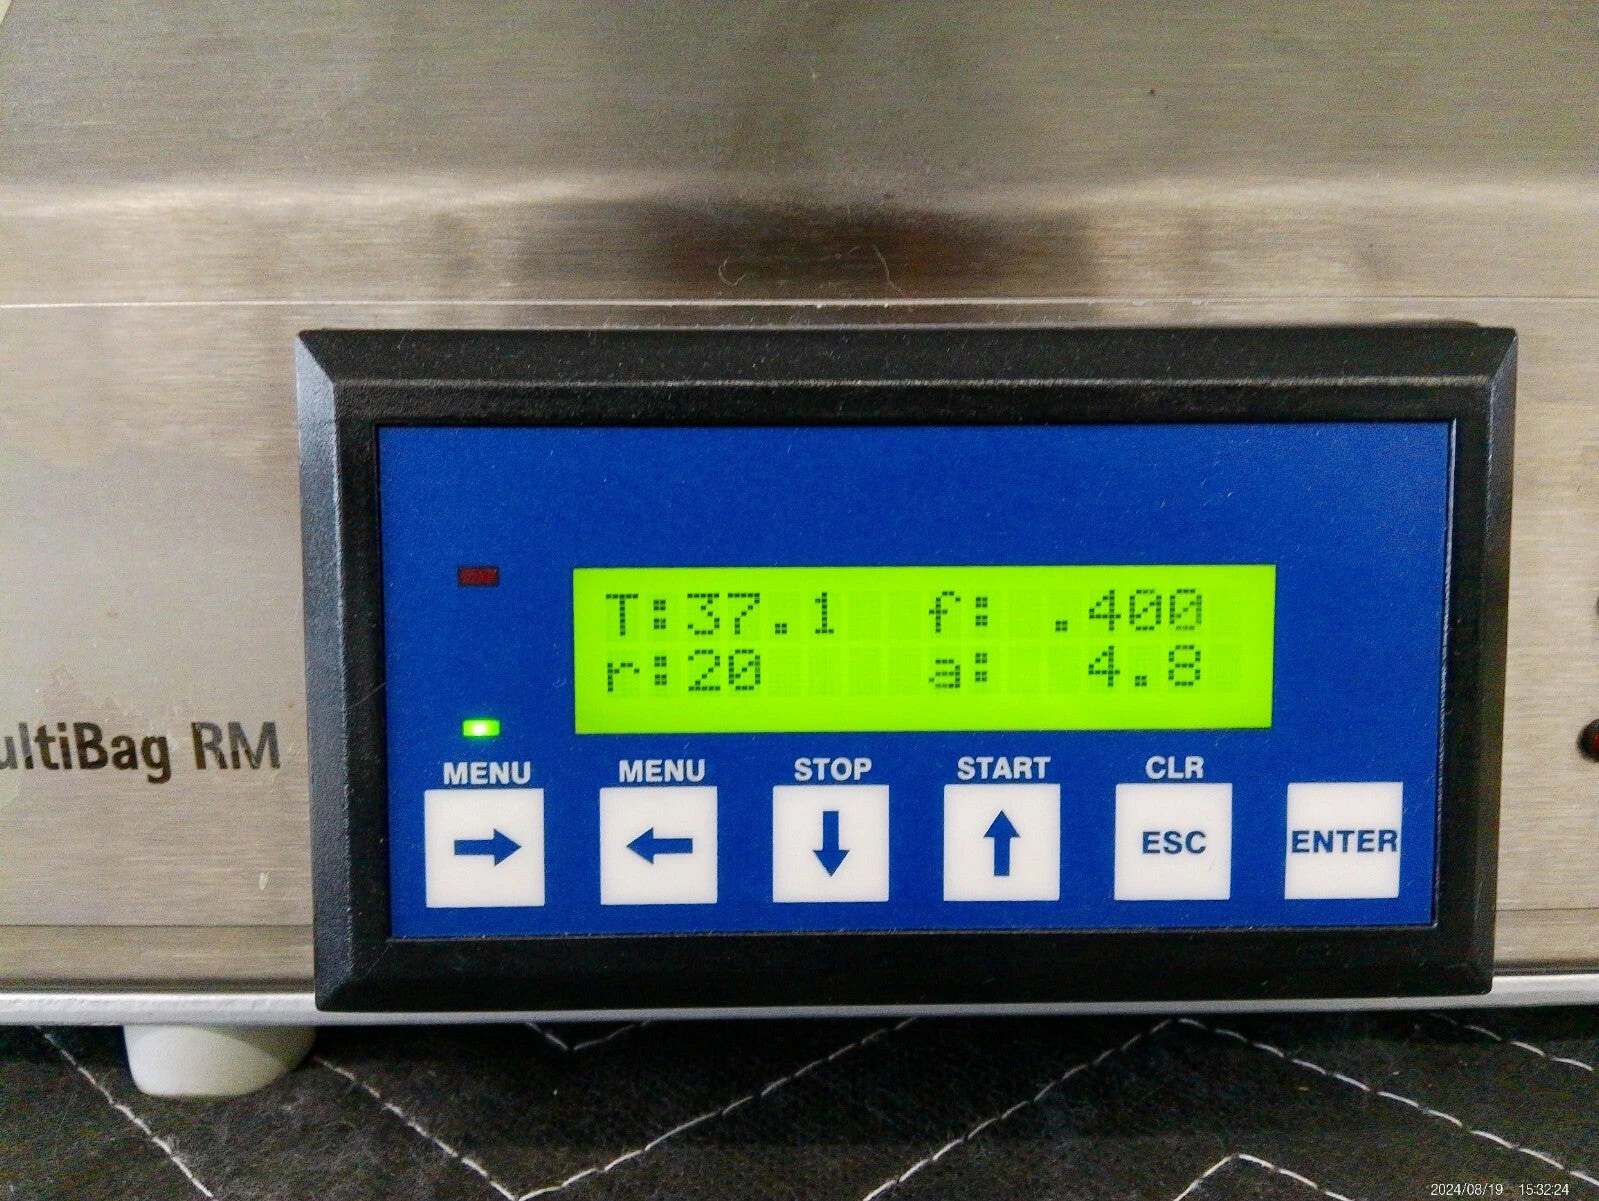 T:37.1 f: .400
r:20 a: 4.8
ultiBag RM
MENU MENU STOP START CLR
→ ← ↓ ↑ ESC ENTER
2024/08/19 15:32:24